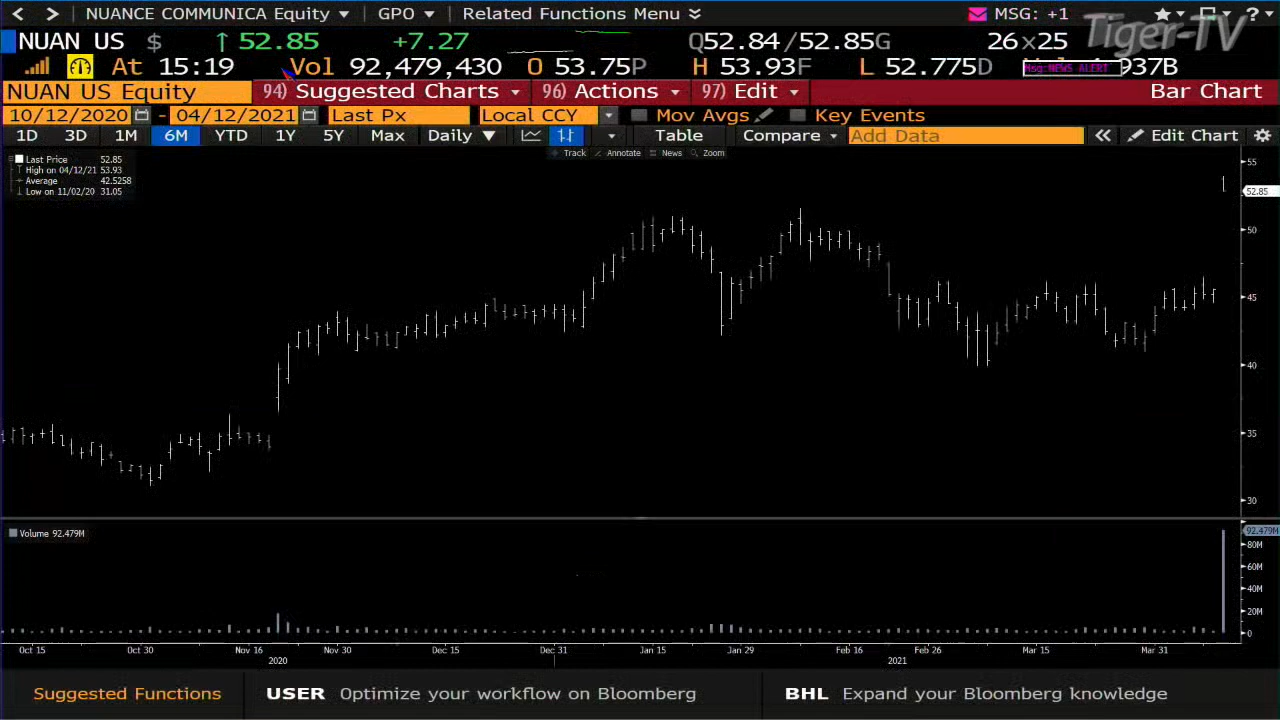 NUANCE COMMUNICA Equity GPO Related Functions Menu MSG: +1 ?
Tiger-TV
NUAN US $ ↑ 52.85 +7.27 Q52.84/52.85G 26x25
At 15:19 Vol 92,479,430 O 53.75P H 53.93F L 52.775D Msg:NEWS ALERT 937B
NUAN US Equity 94) Suggested Charts 96) Actions 97) Edit Bar Chart
10/12/2020 - 04/12/2021 Last Px Local CCY Mov Avgs Key Events
1D 3D 1M 6M YTD 1Y 5Y Max Daily ▼ Table Compare Add Data « Edit Chart
Track Annotate News Zoom
Last Price 52.85
High on 04/12/21 53.93
Average 42.5258
Low on 11/02/20 31.05
55
52.85
50
45
40
35
30
Volume 92.479M
92.479M
80M
60M
40M
20M
0
Oct 15 Oct 30 Nov 16 Nov 30 Dec 15 Dec 31 Jan 15 Jan 29 Feb 16 Feb 26 Mar 15 Mar 31
2020 2021
Suggested Functions USER Optimize your workflow on Bloomberg BHL Expand your Bloomberg knowledge